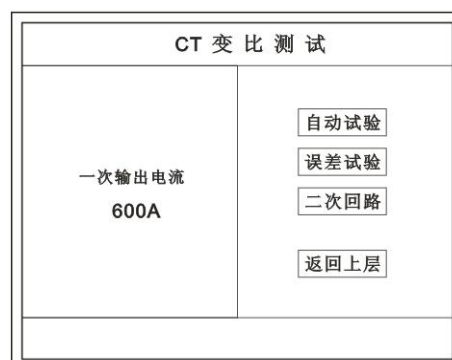 CT 变 比 测 试
一次输出电流
600A
自动试验
误差试验
二次回路
返回上层